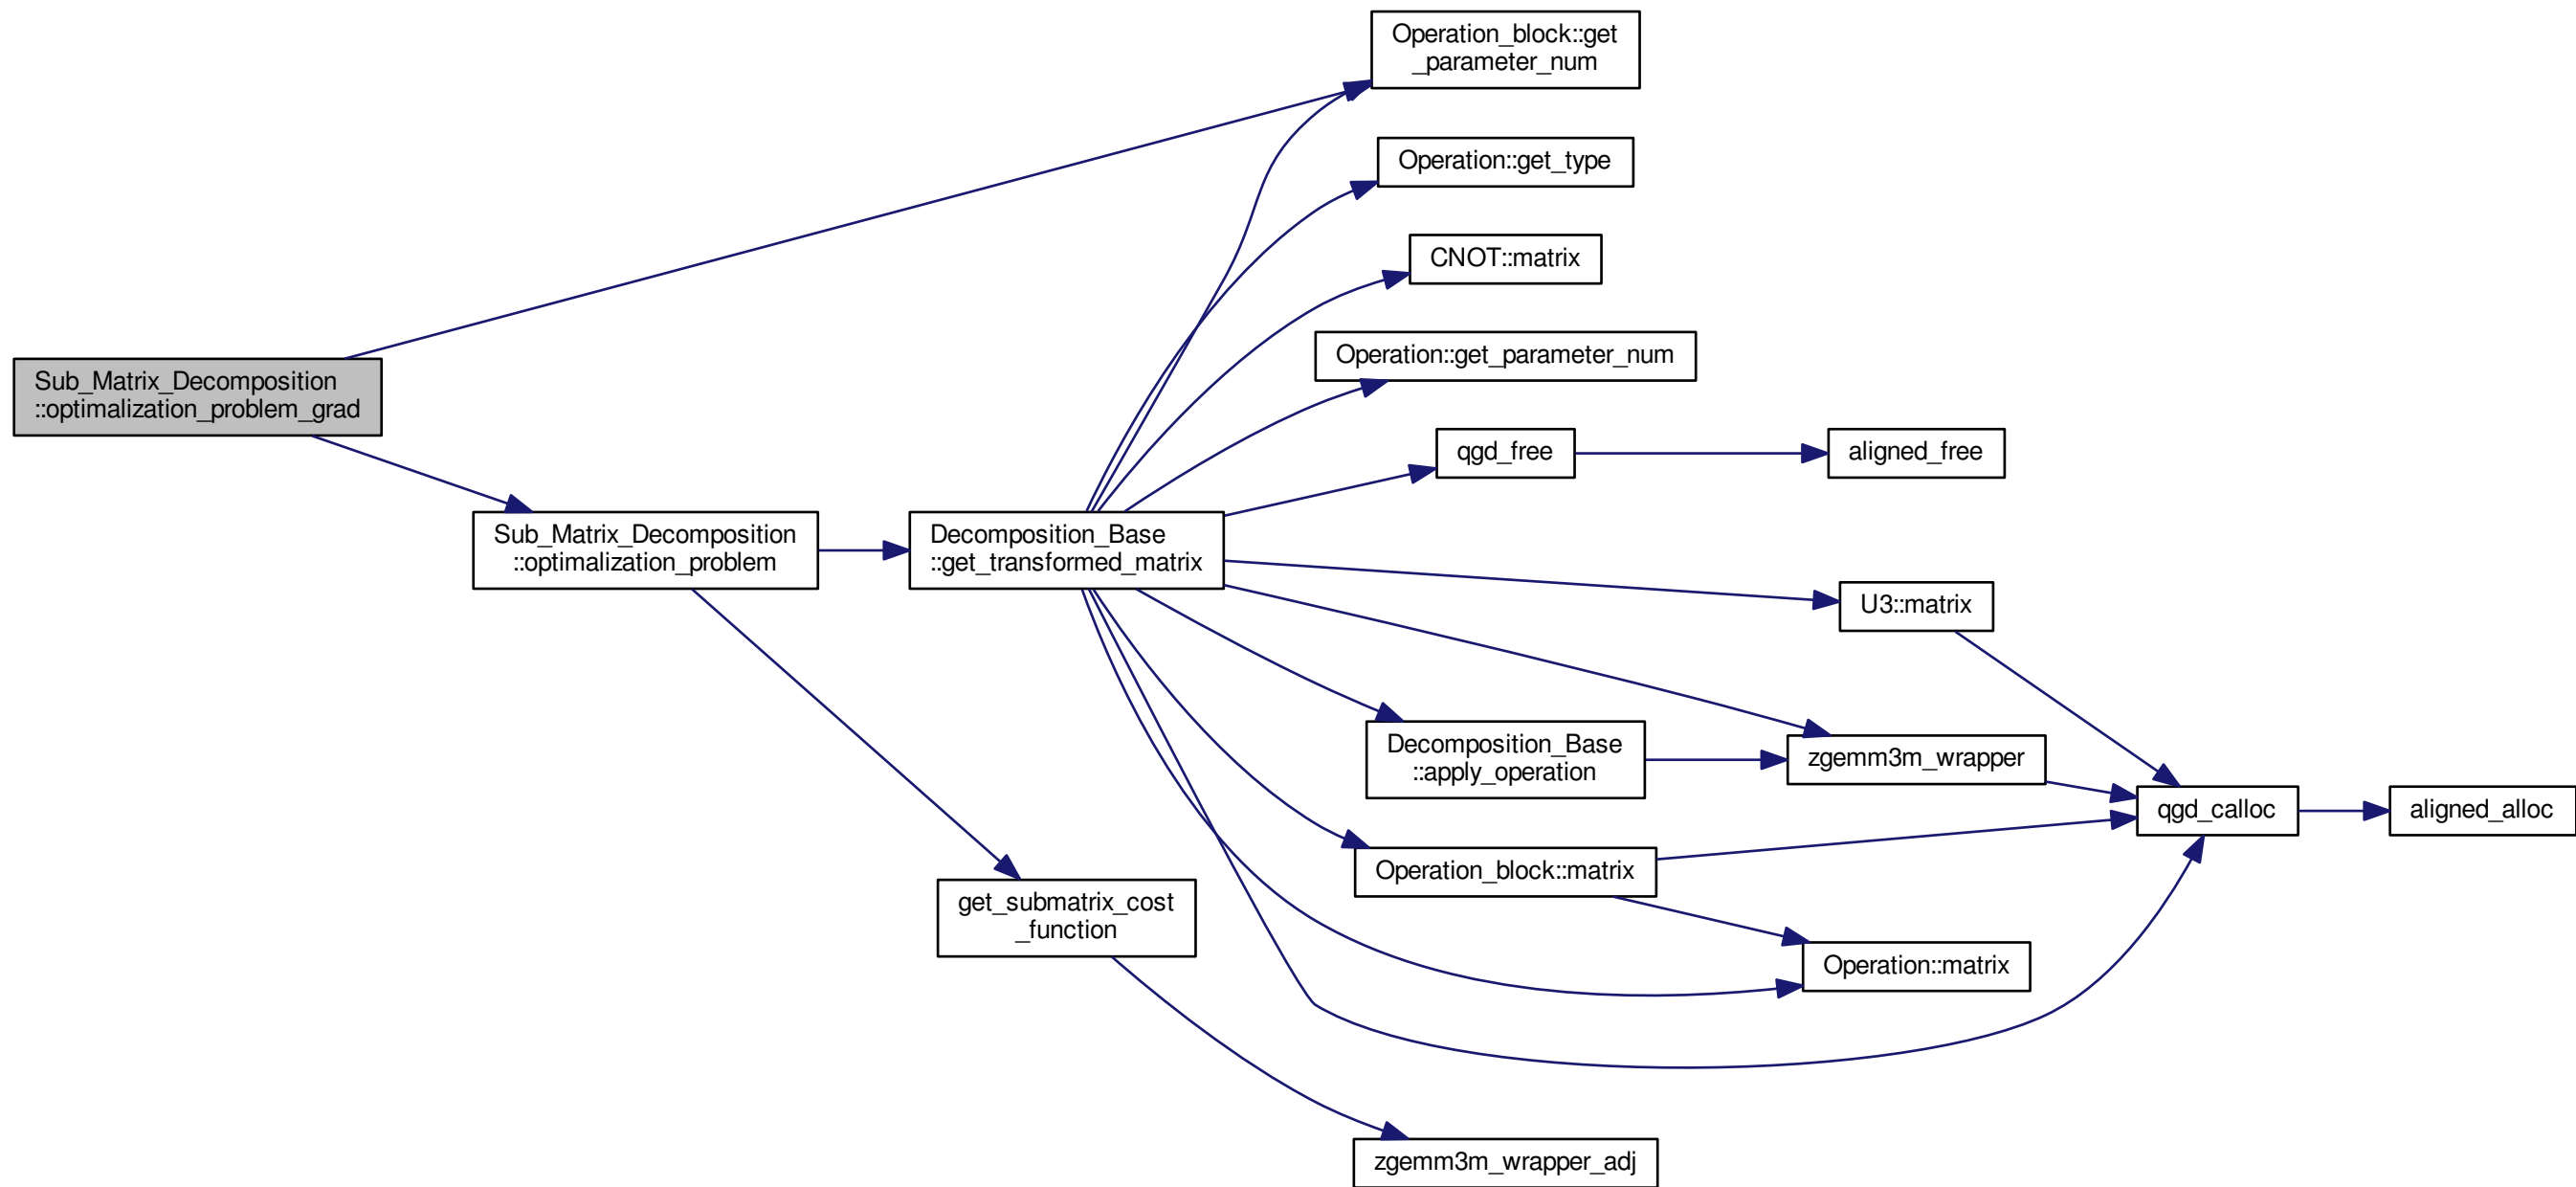 Operation_block::get
_parameter_num
Operation::get_type
CNOT::matrix
Operation::get_parameter_num
Sub_Matrix_Decomposition
::optimalization_problem_grad
qgd_free
aligned_free
Sub_Matrix_Decomposition
::optimalization_problem
Decomposition_Base
::get_transformed_matrix
U3::matrix
Decomposition_Base
::apply_operation
zgemm3m_wrapper
qgd_calloc
aligned_alloc
Operation_block::matrix
get_submatrix_cost
_function
Operation::matrix
zgemm3m_wrapper_adj